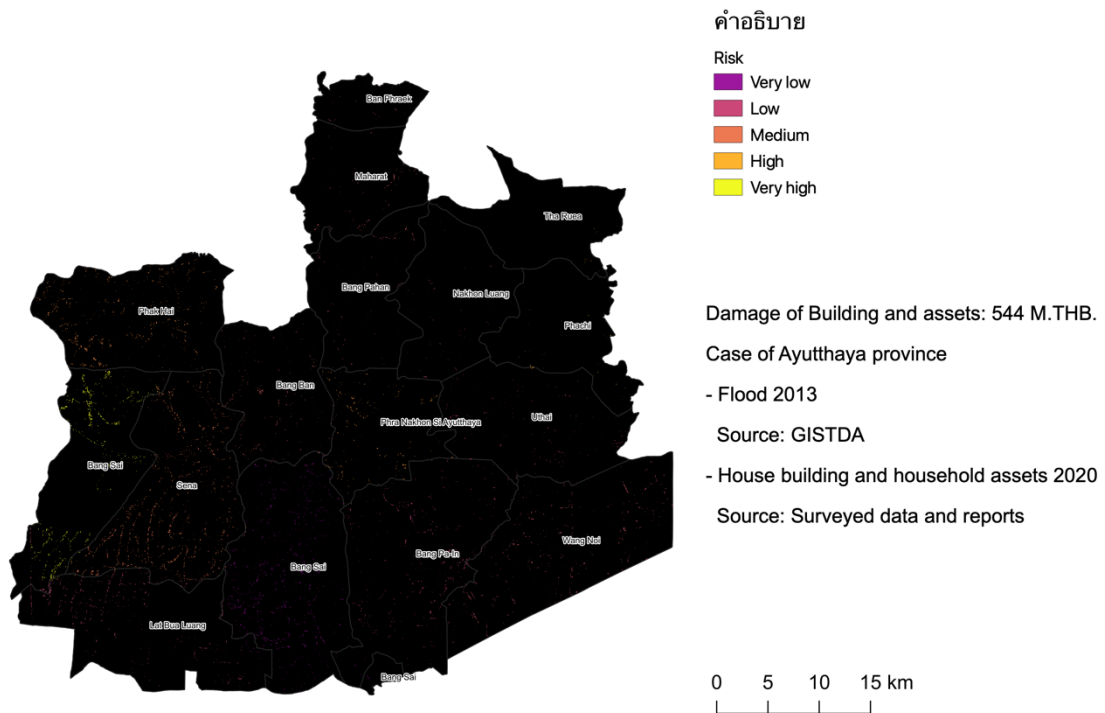 คำอธิบาย
Risk
Very low
Low
Medium
High
Very high
Ban Phraek
Maharat
Tha Ruea
Bang Pahan
Nakhon Luang
Phak Hai
Phachi
Bang Ban
Phra Nakhon Si Ayutthaya
Uthai
Bang Sai
Sena
Bang Pa-In
Wang Noi
Bang Sai
Lat Bua Luang
Bang Sai
Damage of Building and assets: 544 M.THB.
Case of Ayutthaya province
- Flood 2013
Source: GISTDA
- House building and household assets 2020
Source: Surveyed data and reports
0 5 10 15 km